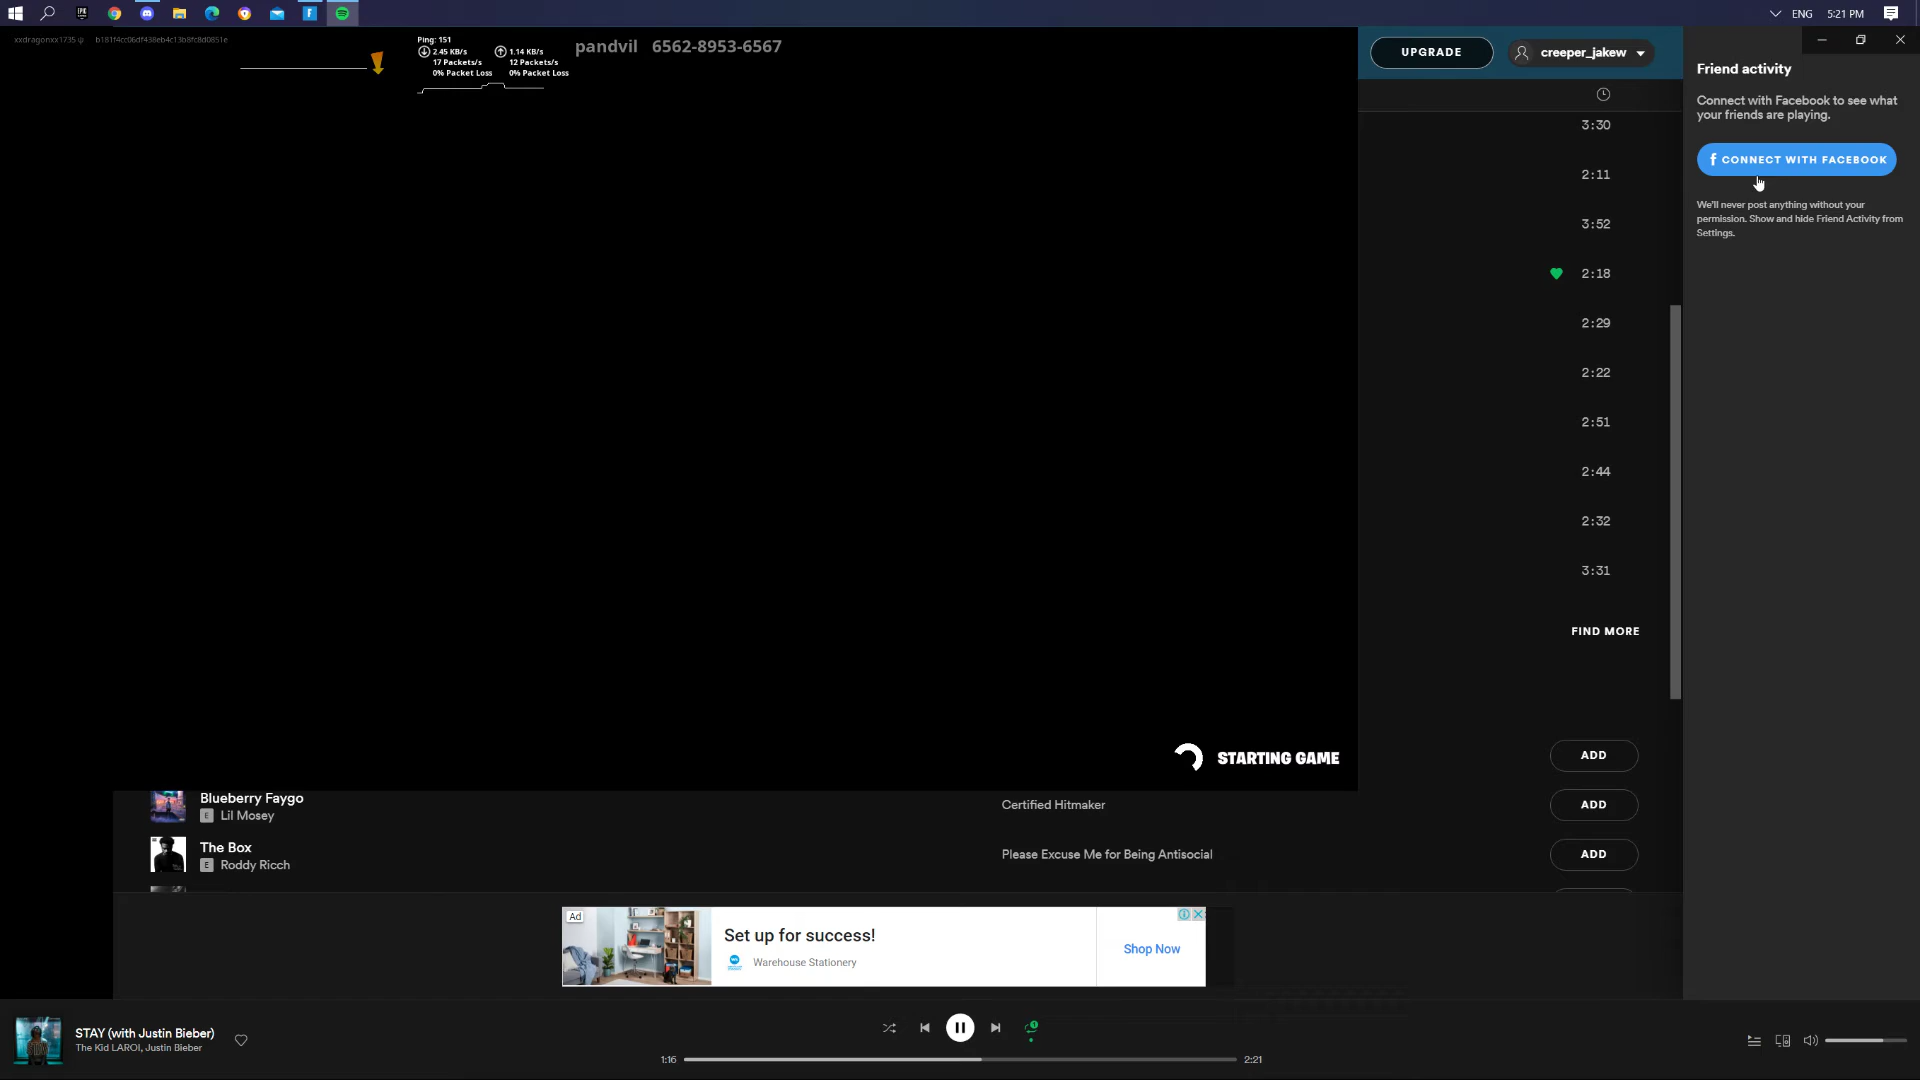 ENG 5:21 PM
xxdragonxx1735
Ping: 151
2.45 KB/s 1.14 KB/s
17 Packets/s 12 Packets/s
0% Packet Loss 0% Packet Loss
pandvil 6562-8953-6567
UPGRADE
creeper_jakew
Friend activity
Connect with Facebook to see what
your friends are playing.
f CONNECT WITH FACEBOOK
We'll never post anything without your
permission. Show and hide Friend Activity from
Settings.
3:30
2:11
3:52
2:18
2:29
2:22
2:51
2:44
2:32
3:31
FIND MORE
STARTING GAME
ADD
Blueberry Faygo
E Lil Mosey
Certified Hitmaker
ADD
The Box
E Roddy Ricch
Please Excuse Me for Being Antisocial
ADD
Ad
Set up for success!
Warehouse Stationery
Shop Now
STAY (with Justin Bieber)
The Kid LAROI, Justin Bieber
1:16
2:21